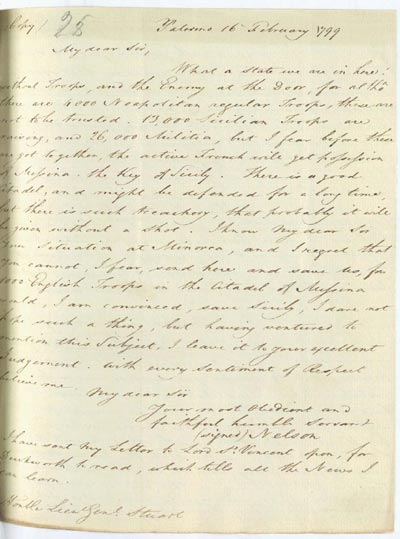 (Copy) 25 Palermo 16 February 1799
My dear Sir,
What a state we are in here!
without Troops, and the Enemy at the Door, for altho
there are 4000 Neapolitan regular Troops, these are
not to be trusted. 13,000 Sicilian Troops are
raising, and 26,000 Militia, but I fear before these
are got together, the active French will get possession
of Messina. the Key of Sicily. There is a good
Citadel, and might be defended for a long time,
but there is such treachery, that probably it will
be given without a shot. I know My dear Sir
Your Situation at Minorca, and I regret that
You cannot, I fear, send here and save Us, for
1000 English Troops in the Citadel of Messina
would, I am convinced, save Sicily, I dare not
hope such a thing, but having ventured to
mention this Subject, I leave it to your excellent
Judgement. With every Sentiment of Respect
believe me.
My dear Sir
Your most Obedient and
faithful humble Servant
(signed) Nelson
I have sent my Letter to Lord St. Vincent open, for
Duckworth to read, which tells all the News I
can learn.
Honble Lieu Genl. Stuart